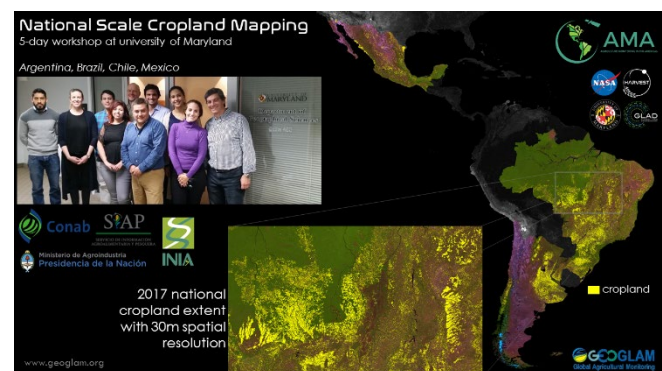 National Scale Cropland Mapping
5-day workshop at university of Maryland
Argentina, Brazil, Chile, Mexico
AMA
NASA
HARVEST
MARYLAND
GLAD
Conab
SIAP
Ministerio de Agroindustria
Presidencia de la Nación
INIA
2017 national
cropland extent
with 30m spatial
resolution
cropland
www.geoglam.org
GEOGLAM
Global Agricultural Monitoring